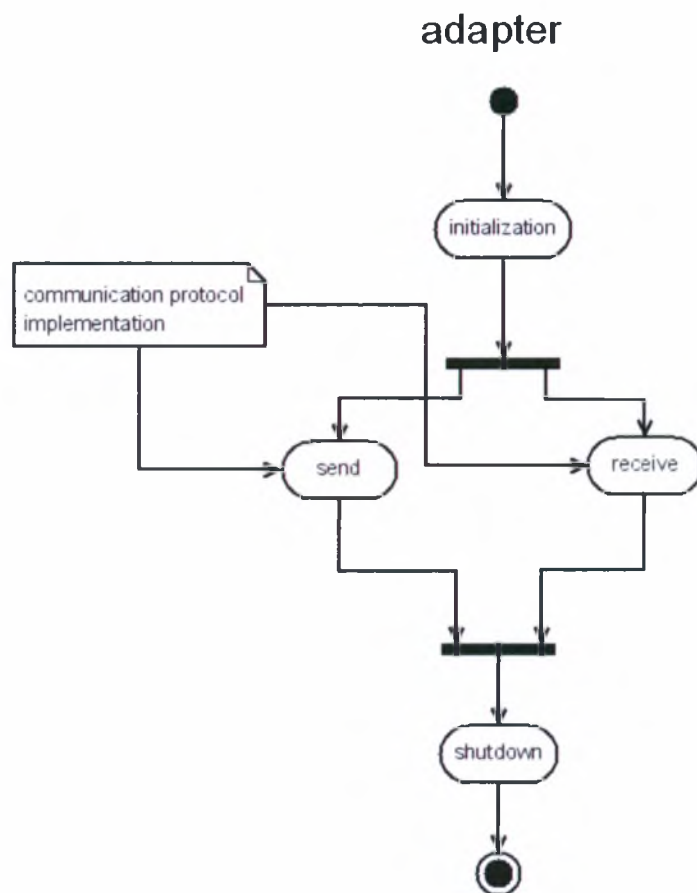 adapter
initialization
communication protocol
implementation
send
receive
shutdown